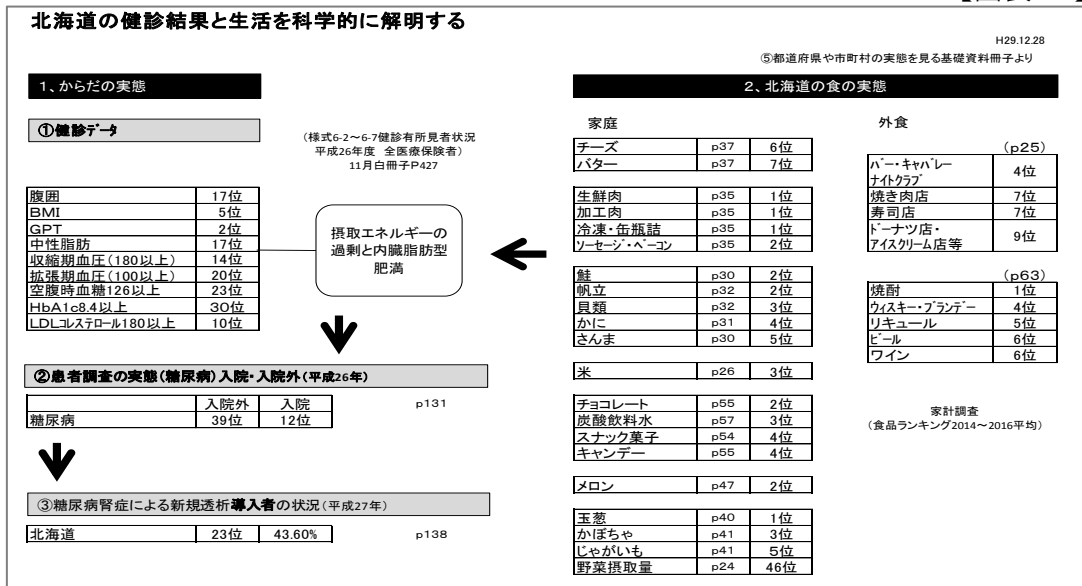 北海道の健診結果と生活を科学的に解明する
H29.12.28
⑤都道府県や市町村の実態を見る基礎資料冊子より
1、からだの実態
①健診データ
(様式6-2~6-7健診有所見者状況
平成26年度 全医療保険者)
11月白冊子P427
腹囲 17位
BMI 5位
GPT 2位
中性脂肪 17位
収縮期血圧(180以上) 14位
拡張期血圧(100以上) 20位
空腹時血糖126以上 23位
HbA1c8.4以上 30位
LDLコレステロール180以上 10位
摂取エネルギーの
過剰と内臓脂肪型
肥満
②患者調査の実態(糖尿病)入院・入院外(平成26年)
入院外 入院 p131
糖尿病 39位 12位
③糖尿病腎症による新規透析導入者の状況(平成27年)
北海道 23位 43.60% p138
2、北海道の食の実態
家庭
チーズ p37 6位
バター p37 7位
生鮮肉 p35 1位
加工肉 p35 1位
冷凍・缶瓶詰 p35 1位
ソーセージ・ベーコン p35 2位
鮭 p30 2位
帆立 p32 2位
貝類 p32 3位
かに p31 4位
さんま p30 5位
米 p26 3位
チョコレート p55 2位
炭酸飲料水 p57 3位
スナック菓子 p54 4位
キャンデー p55 4位
メロン p47 2位
玉葱 p40 1位
かぼちゃ p41 3位
じゃがいも p41 5位
野菜摂取量 p24 46位
外食
(p25)
バー・キャバレー
ナイトクラブ 4位
焼き肉店 7位
寿司店 7位
ドーナツ店・
アイスクリーム店等 9位
(p63)
焼酎 1位
ウィスキー・ブランデー 4位
リキュール 5位
ビール 6位
ワイン 6位
家計調査
(食品ランキング2014~2016平均)